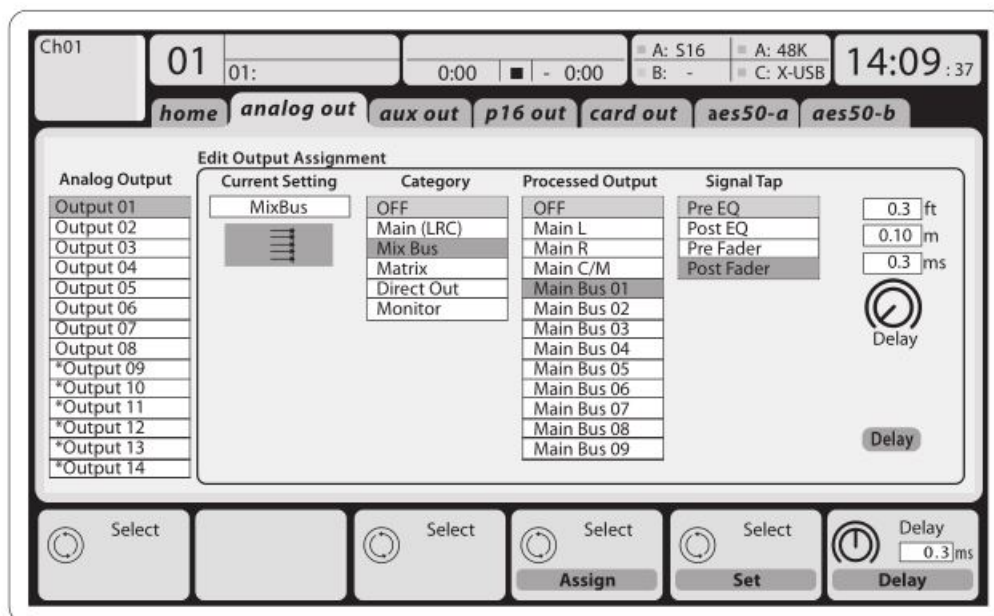 Ch01
01
01:
0:00 - 0:00
A: S16
B: -
A: 48K
C: X-USB
14:09 :37
home
analog out
aux out
p16 out
card out
aes50-a
aes50-b
Edit Output Assignment
Analog Output
Output 01
Output 02
Output 03
Output 04
Output 05
Output 06
Output 07
Output 08
*Output 09
*Output 10
*Output 11
*Output 12
*Output 13
*Output 14
Current Setting
MixBus
Category
OFF
Main (LRC)
Mix Bus
Matrix
Direct Out
Monitor
Processed Output
OFF
Main L
Main R
Main C/M
Main Bus 01
Main Bus 02
Main Bus 03
Main Bus 04
Main Bus 05
Main Bus 06
Main Bus 07
Main Bus 08
Main Bus 09
Signal Tap
Pre EQ
Post EQ
Pre Fader
Post Fader
0.3 ft
0.10 m
0.3 ms
Delay
Delay
Select
Select
Select
Assign
Select
Set
Delay
0.3 ms
Delay